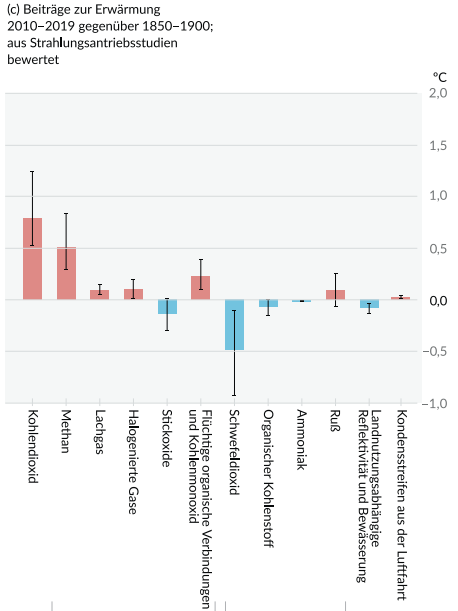 (c) Beiträge zur Erwärmung
2010–2019 gegenüber 1850–1900;
aus Strahlungsantriebsstudien
bewertet
°C
2,0
1,5
1,0
0,5
0,0
–0,5
–1,0
Kohlendioxid
Methan
Lachgas
Halogenierte Gase
Stickoxide
Flüchtige organische Verbindungen
und Kohlenmonoxid
Schwefeldioxid
Organischer Kohlenstoff
Ammoniak
Ruß
Landnutzungsabhängige
Reflektivität und Bewässerung
Kondensstreifen aus der Luftfahrt